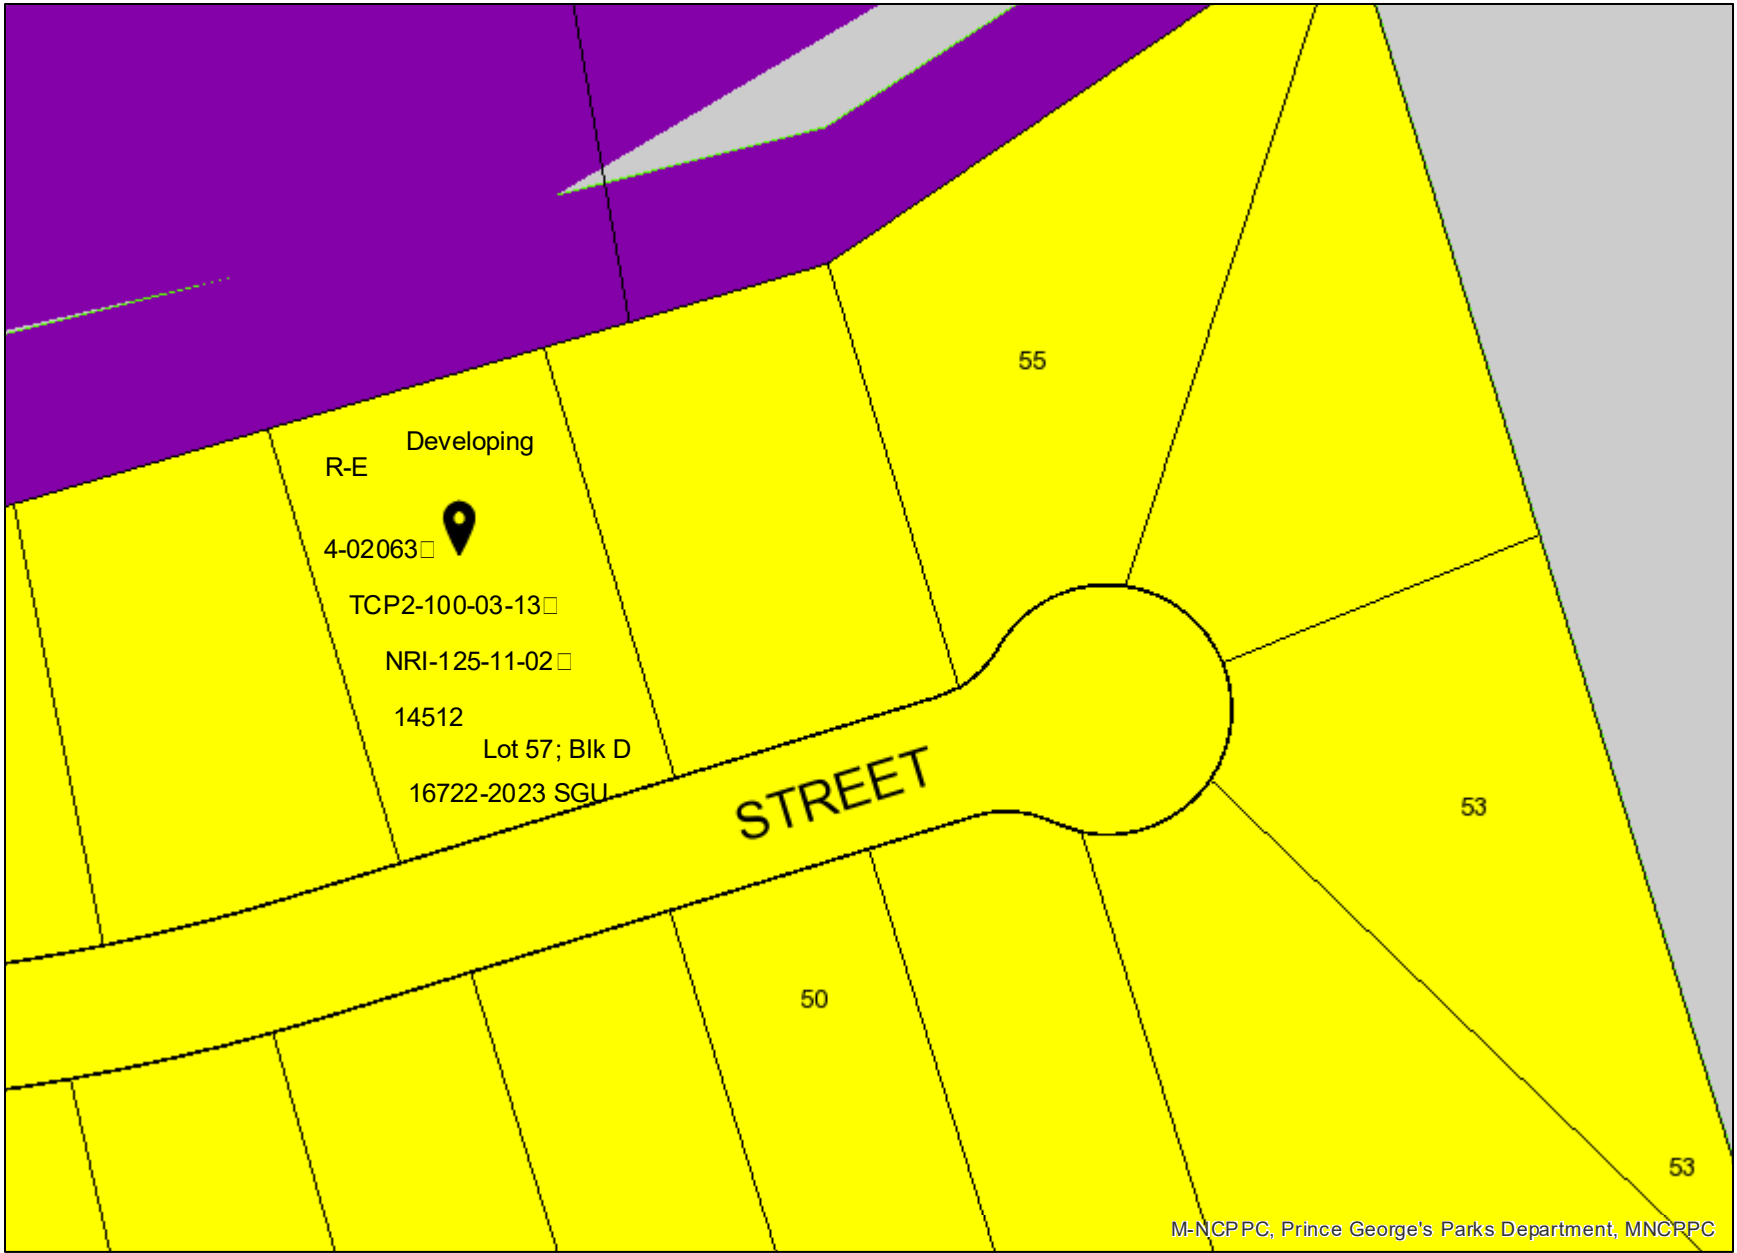 55
Developing
R-E
4-02063
TCP2-100-03-13
NRI-125-11-02
14512
Lot 57; Blk D
16722-2023 SGU
STREET
53
50
53
M-NCPPC, Prince George's Parks Department, MNCPPC